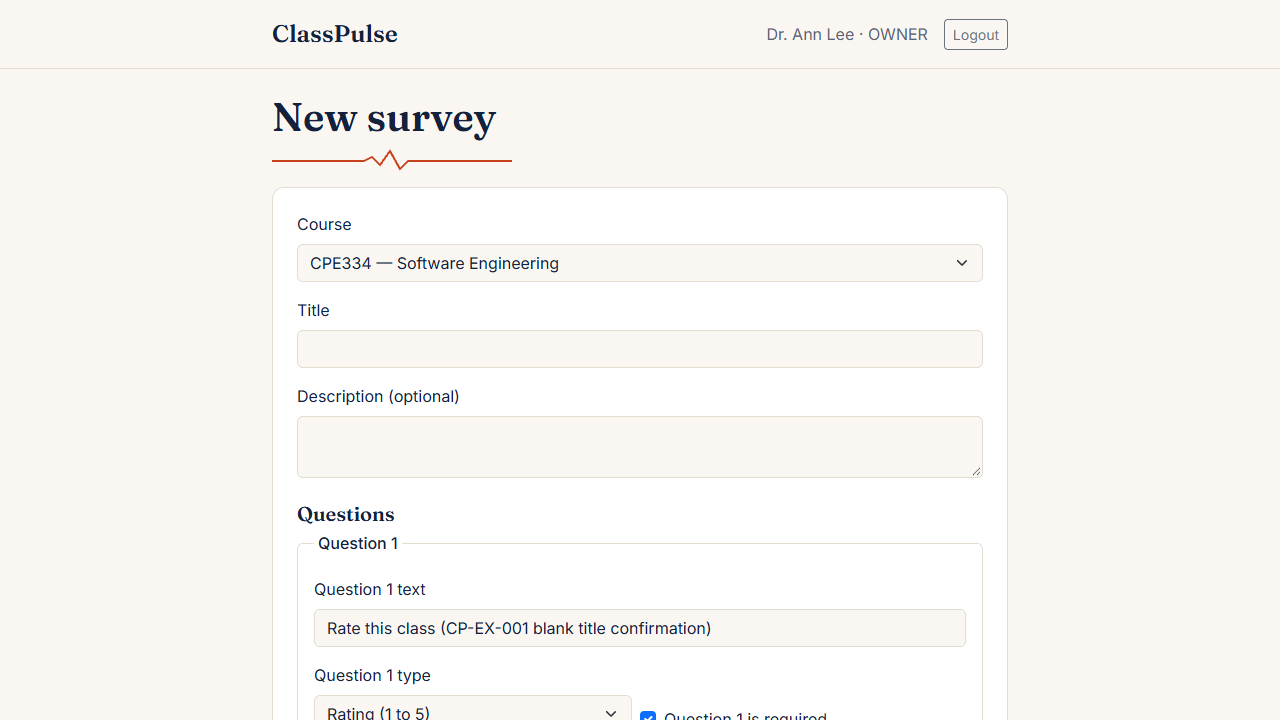 ClassPulse
Dr. Ann Lee · OWNER
Logout
New survey
Course
CPE334 — Software Engineering
Title
Description (optional)
Questions
Question 1
Question 1 text
Rate this class (CP-EX-001 blank title confirmation)
Question 1 type
Rating (1 to 5)
Question 1 is required